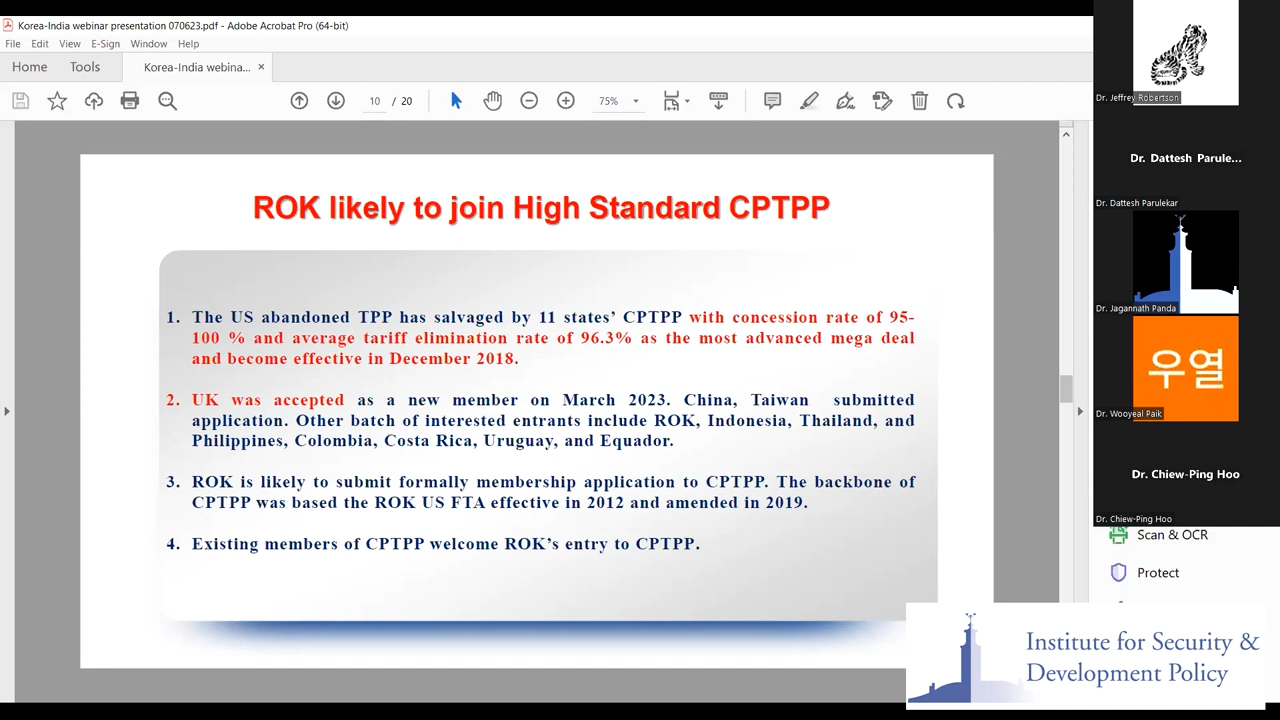 Korea-India webinar presentation 070623.pdf - Adobe Acrobat Pro (64-bit)
File Edit View E-Sign Window Help
Home Tools Korea-India webina... ×
10 / 20 75%
ROK likely to join High Standard CPTPP
1. The US abandoned TPP has salvaged by 11 states’ CPTPP with concession rate of 95-
100 % and average tariff elimination rate of 96.3% as the most advanced mega deal
and become effective in December 2018.
2. UK was accepted as a new member on March 2023. China, Taiwan submitted
application. Other batch of interested entrants include ROK, Indonesia, Thailand, and
Philippines, Colombia, Costa Rica, Uruguay, and Equador.
3. ROK is likely to submit formally membership application to CPTPP. The backbone of
CPTPP was based the ROK US FTA effective in 2012 and amended in 2019.
4. Existing members of CPTPP welcome ROK’s entry to CPTPP.
Dr. Jeffrey Robertson
Dr. Dattesh Parule...
Dr. Dattesh Parulekar
Dr. Jagannath Panda
우열
Dr. Wooyeal Paik
Dr. Chiew-Ping Hoo
Dr. Chiew-Ping Hoo
Scan & OCR
Protect
Institute for Security &
Development Policy